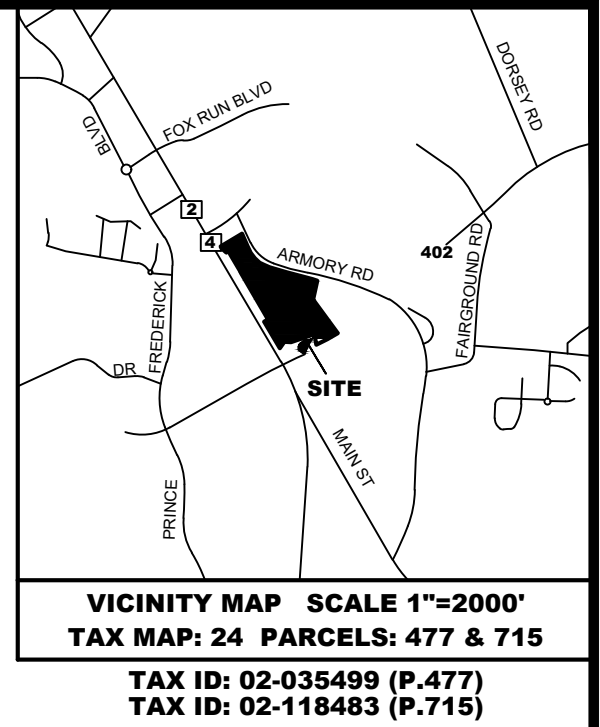 DORSEY RD
FOX RUN BLVD
BLVD
2
4
402
ARMORY RD
FAIRGROUND RD
FREDERICK
DR
SITE
MAIN ST
PRINCE
VICINITY MAP SCALE 1"=2000'
TAX MAP: 24 PARCELS: 477 & 715
TAX ID: 02-035499 (P.477)
TAX ID: 02-118483 (P.715)